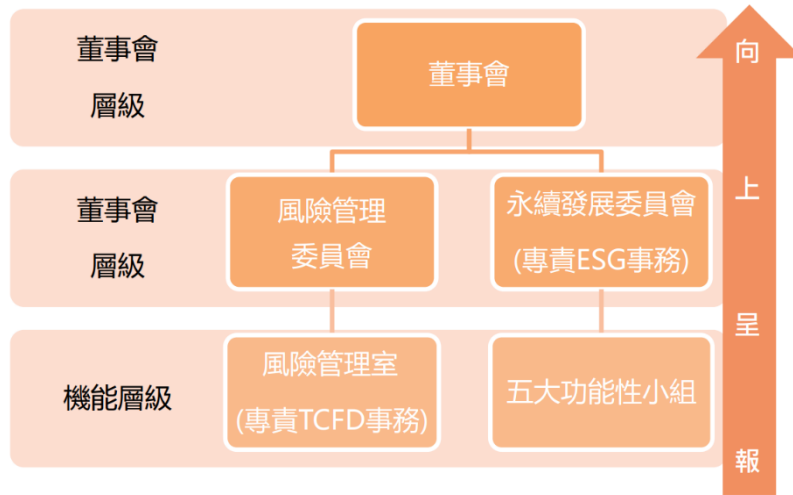 董事會
層級
董事會
董事會
層級
風險管理
委員會
永續發展委員會
(專責ESG事務)
機能層級
風險管理室
(專責TCFD事務)
五大功能性小組
向
上
呈
報